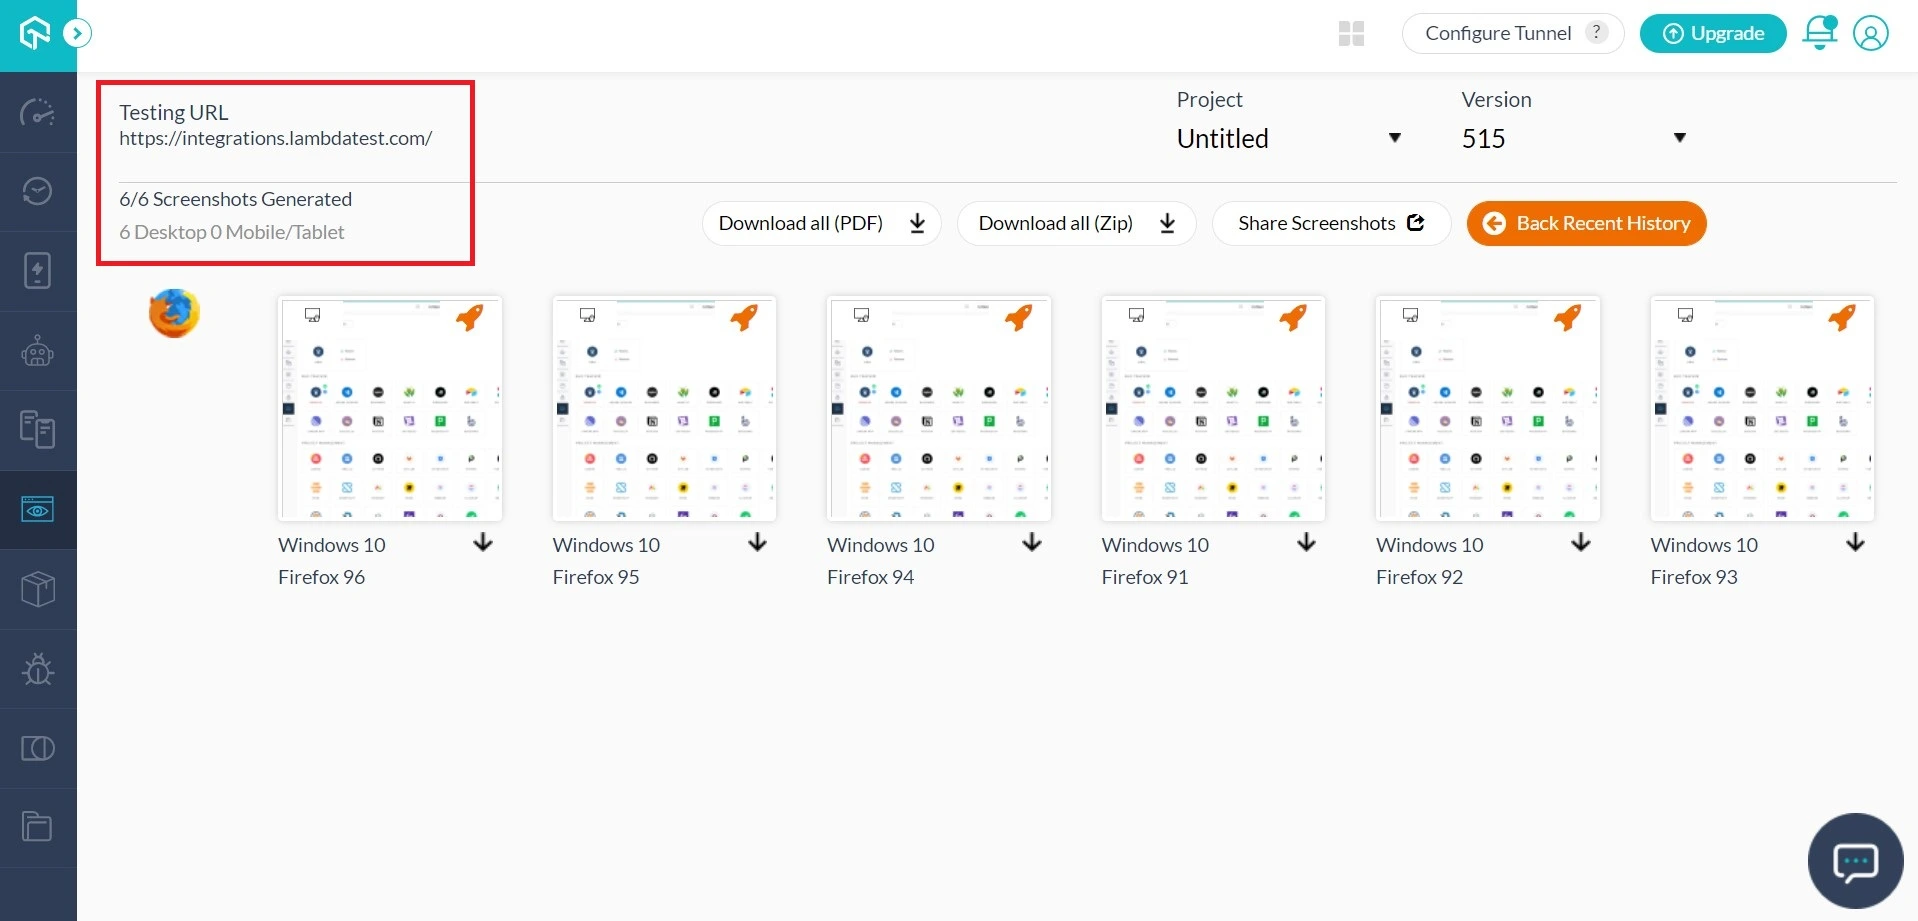 Configure Tunnel ?
Upgrade
Testing URL
https://integrations.lambdatest.com/
Project
Untitled
Version
515
6/6 Screenshots Generated
6 Desktop 0 Mobile/Tablet
Download all (PDF)
Download all (Zip)
Share Screenshots
Back Recent History
Windows 10
Firefox 96
Windows 10
Firefox 95
Windows 10
Firefox 94
Windows 10
Firefox 91
Windows 10
Firefox 92
Windows 10
Firefox 93